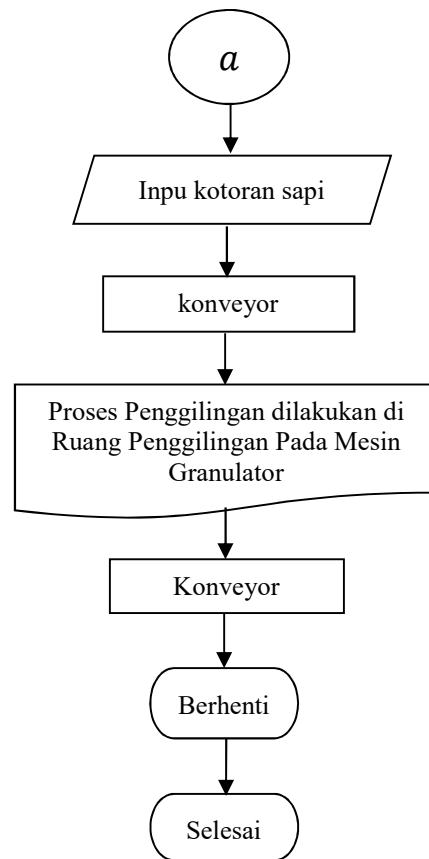 a
Inpu kotoran sapi
konveyor
Proses Penggilingan dilakukan di
Ruang Penggilingan Pada Mesin
Granulator
Konveyor
Berhenti
Selesai